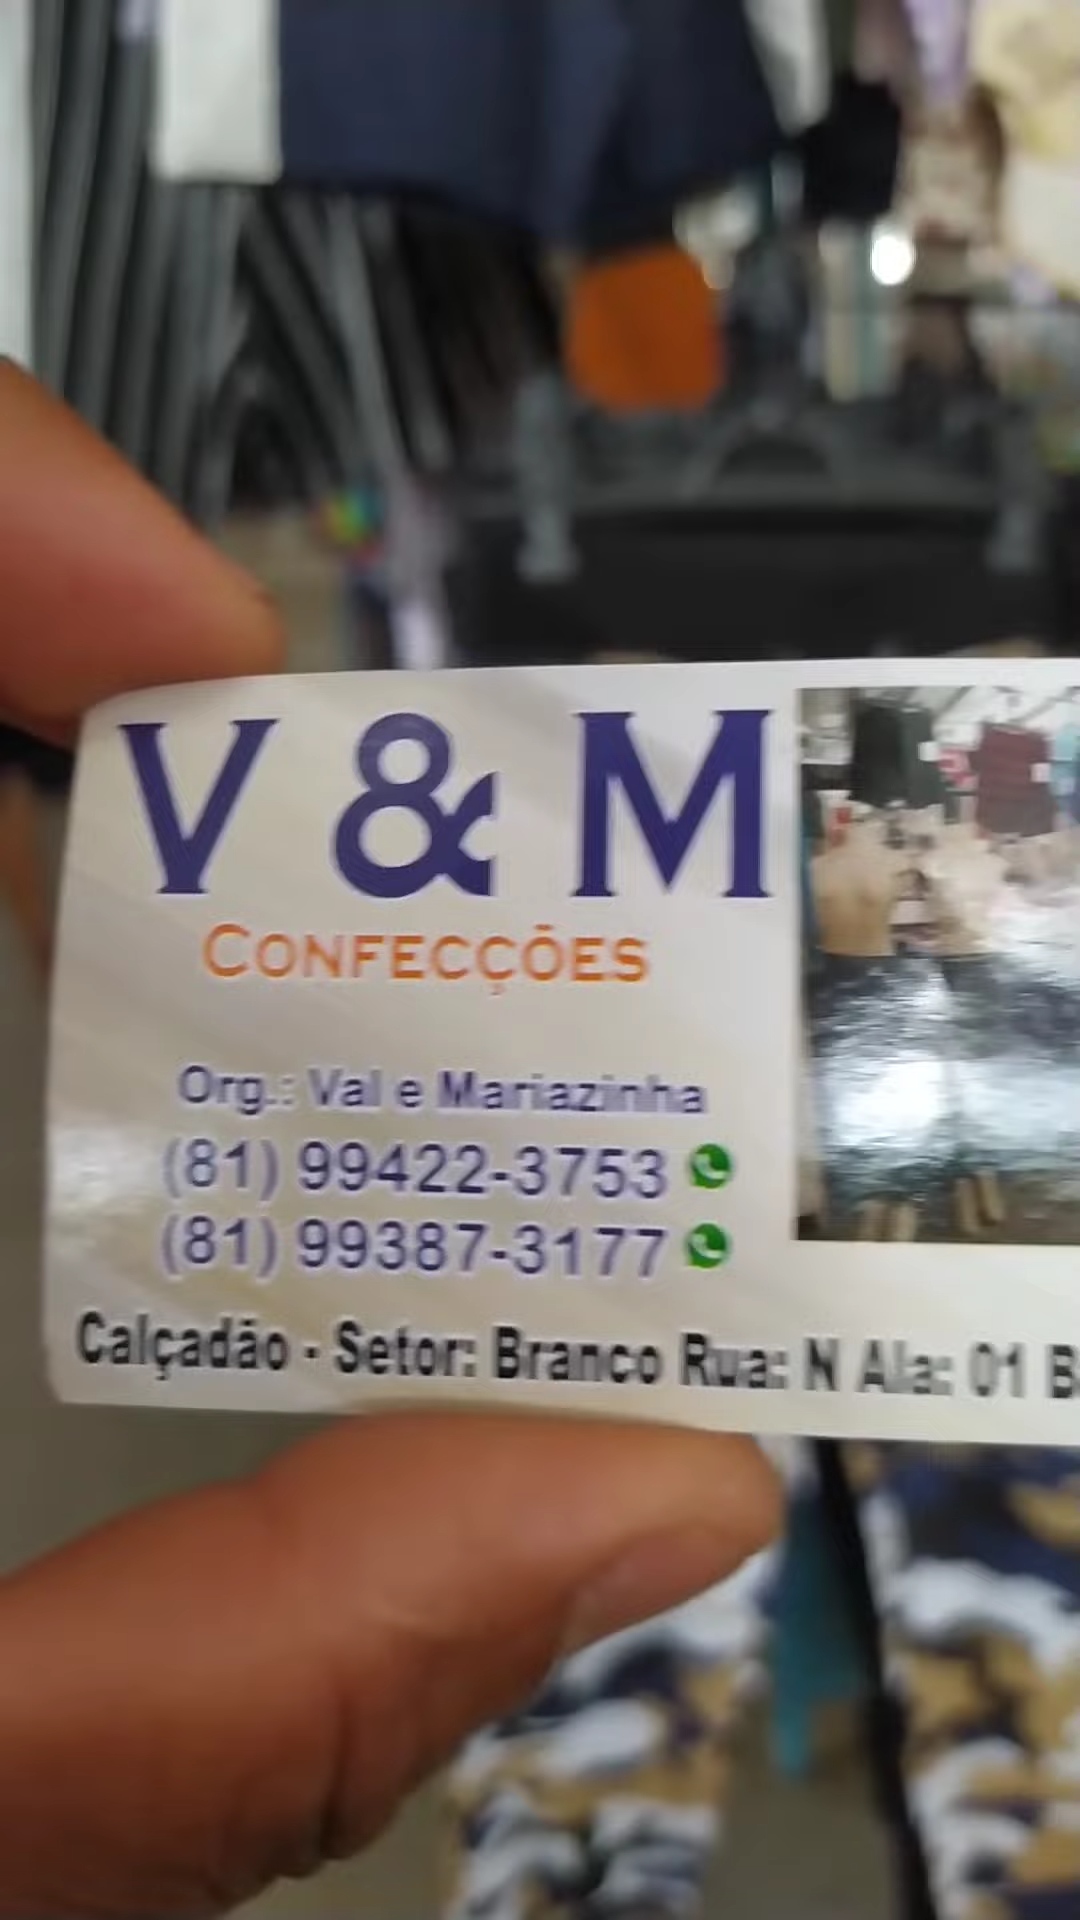 V & M
CONFECÇÕES
Org.: Val e Mariazinha
(81) 99422-3753
(81) 99387-3177
Calçadão - Setor: Branco Rua: N Ala: 01 B